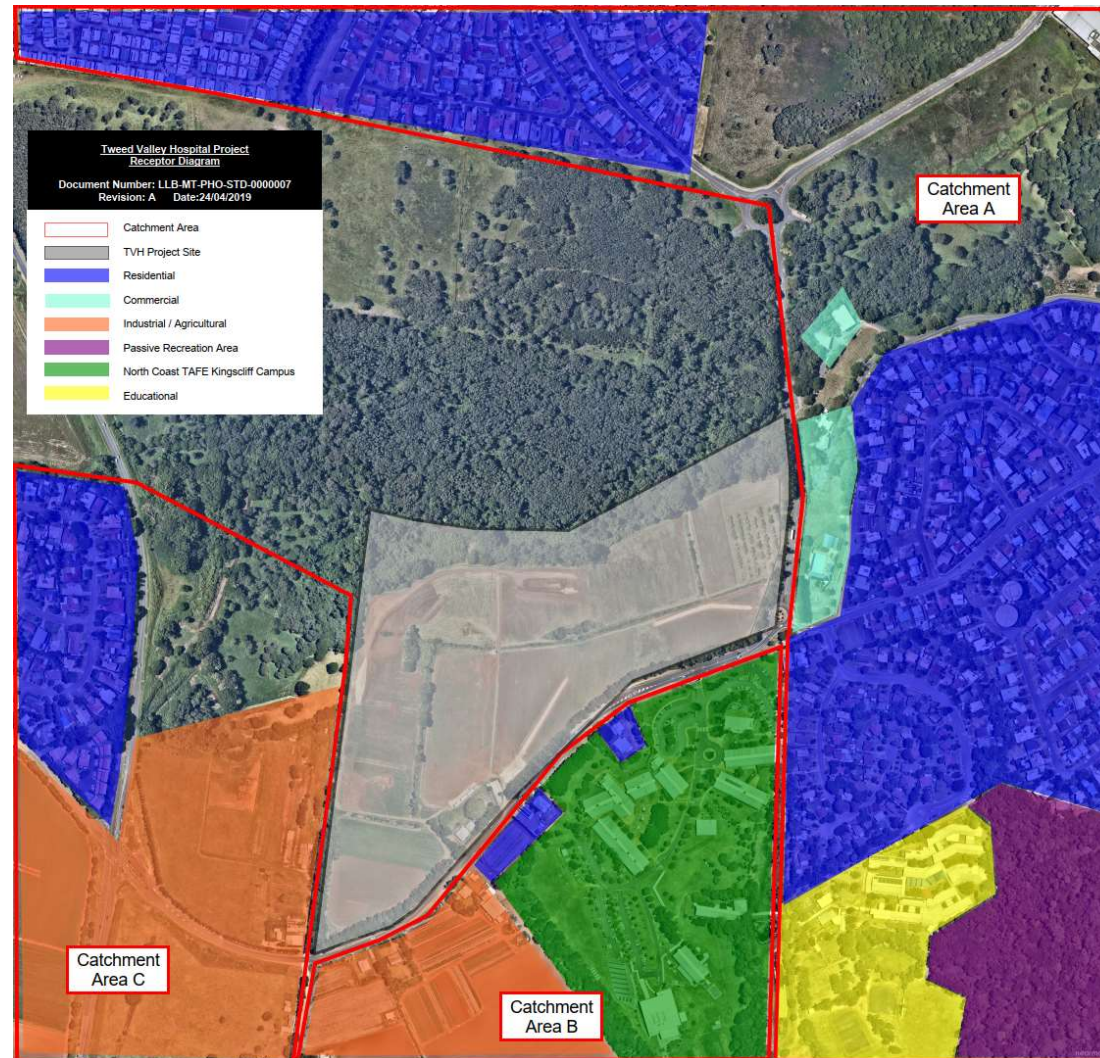 Tweed Valley Hospital Project
Receptor Diagram
Document Number: LLB-MT-PHO-STD-0000007
Revision: A Date:24/04/2019
Catchment Area
TVH Project Site
Residential
Commercial
Industrial / Agricultural
Passive Recreation Area
North Coast TAFE Kingscliff Campus
Educational
Catchment
Area A
Catchment
Area C
Catchment
Area B